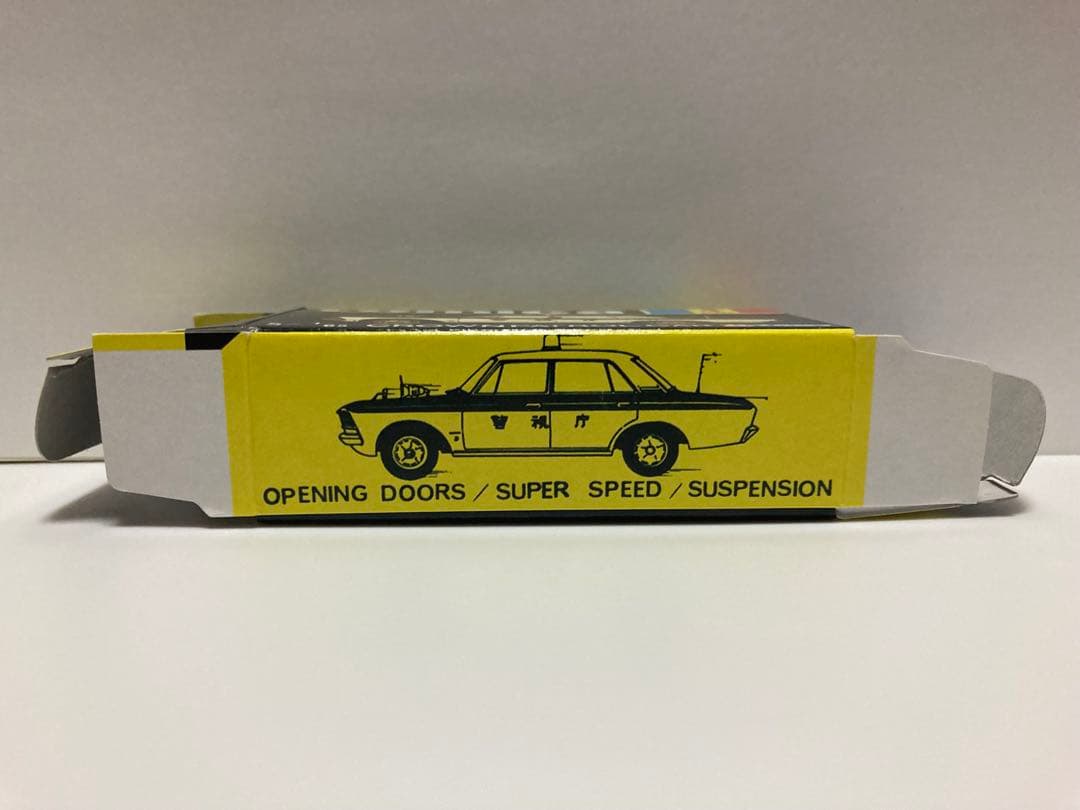 警視庁
OPENING DOORS / SUPER SPEED / SUSPENSION